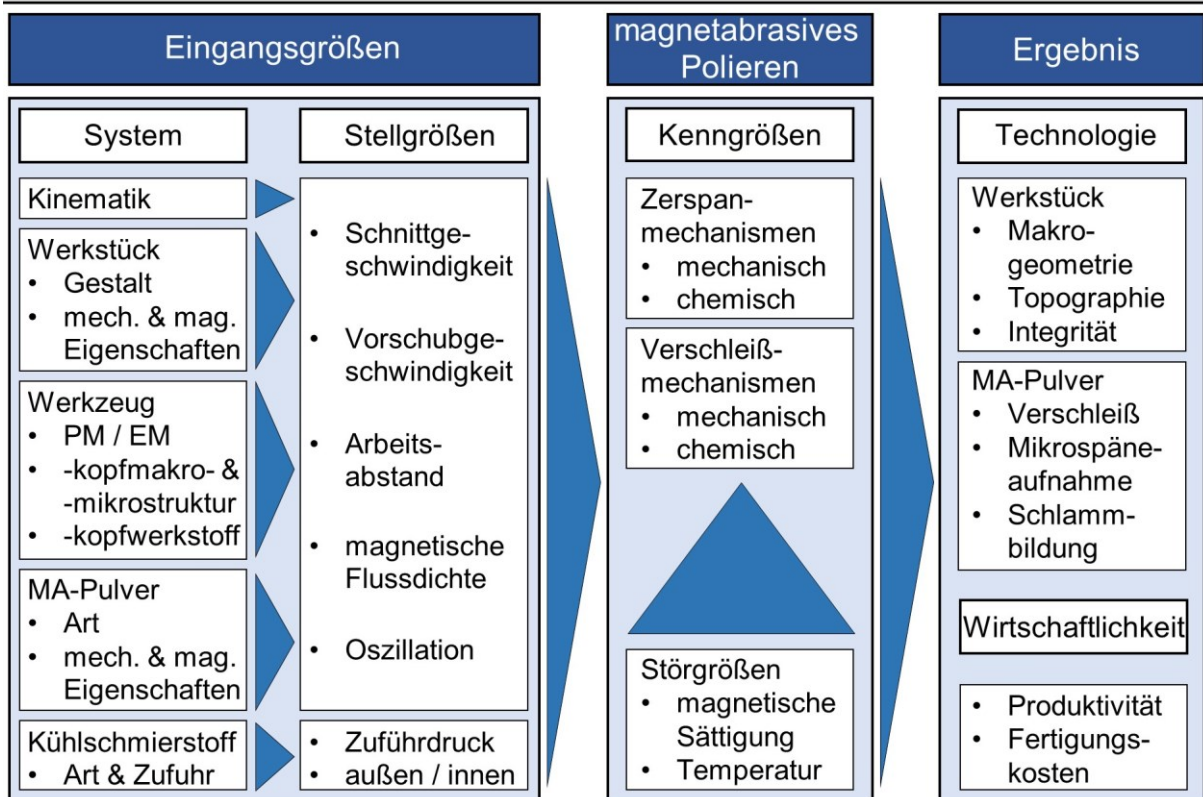 Eingangsgrößen
System
Kinematik
Werkstück
• Gestalt
• mech. & mag.
Eigenschaften
Werkzeug
• PM / EM
• -kopfmakro- &
-mikrostruktur
• -kopfwerkstoff
MA-Pulver
• Art
• mech. & mag.
Eigenschaften
Kühlschmierstoff
• Art & Zufuhr
Stellgrößen
• Schnittge-
schwindigkeit
• Vorschubge-
schwindigkeit
• Arbeits-
abstand
• magnetische
Flussdichte
• Oszillation
• Zuführdruck
• außen / innen
magnetabrasives
Polieren
Kenngrößen
Zerspan-
mechanismen
• mechanisch
• chemisch
Verschleiß-
mechanismen
• mechanisch
• chemisch
Störgrößen
• magnetische
Sättigung
• Temperatur
Ergebnis
Technologie
Werkstück
• Makro-
geometrie
• Topographie
• Integrität
MA-Pulver
• Verschleiß
• Mikrospäne-
aufnahme
• Schlamm-
bildung
Wirtschaftlichkeit
• Produktivität
• Fertigungs-
kosten